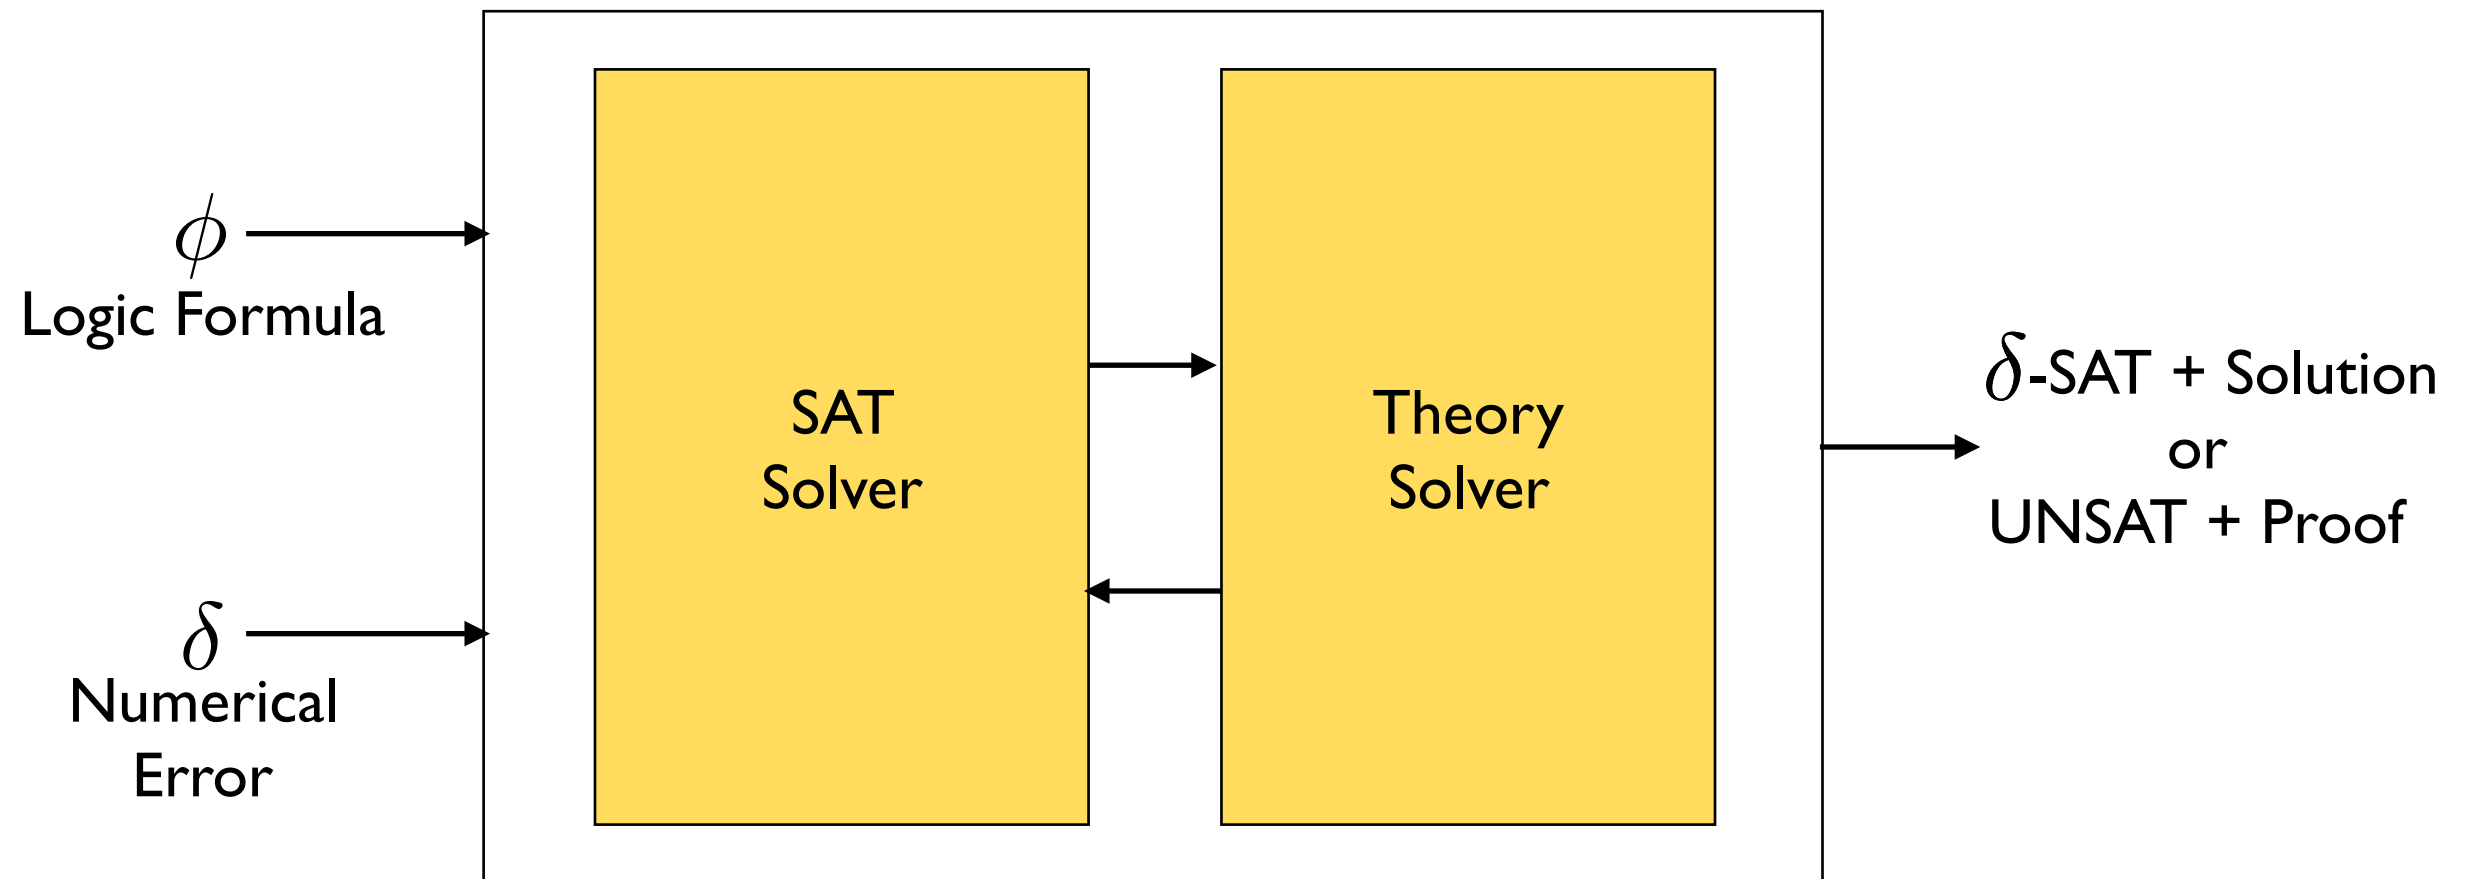 ϕ
Logic Formula
δ
Numerical
Error
SAT
Solver
Theory
Solver
δ-SAT + Solution
or
UNSAT + Proof